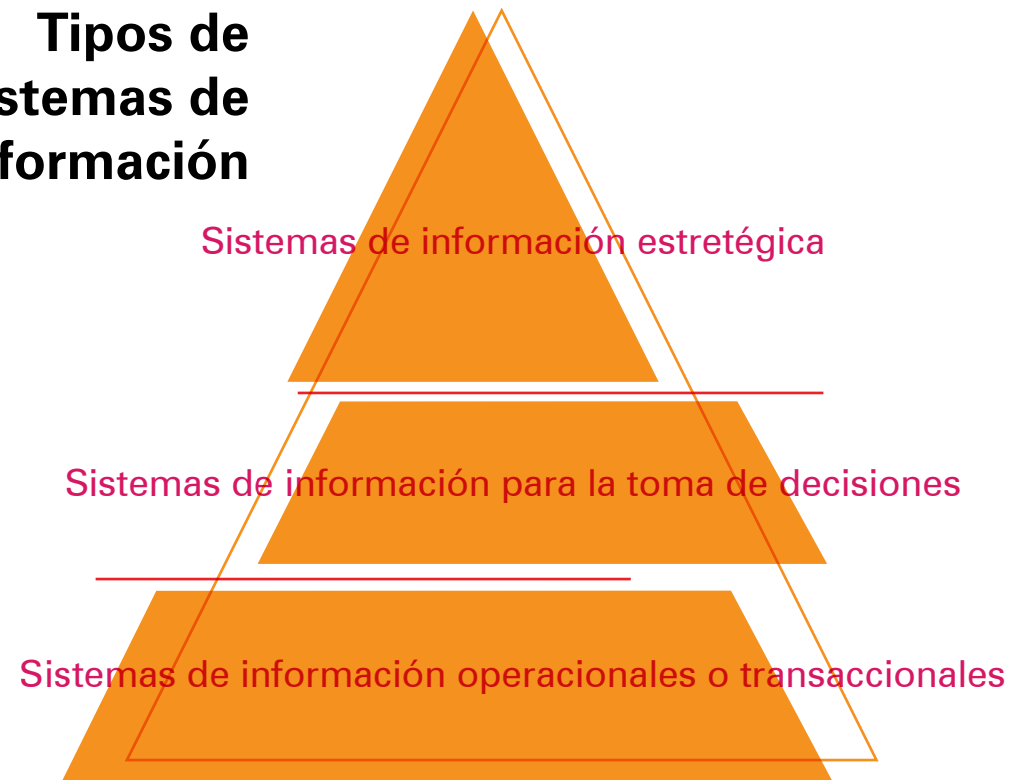 Tipos de
stemas de
formación
Sistemas de información estretégica
Sistemas de información para la toma de decisiones
Sistemas de información operacionales o transaccionales